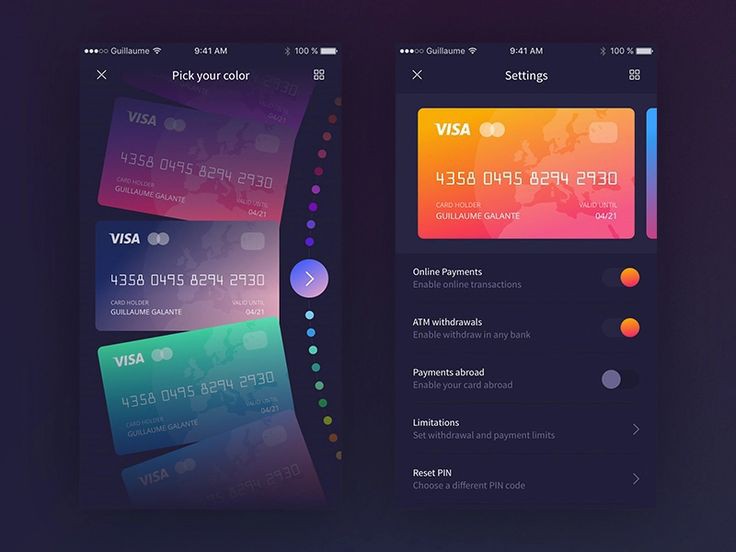 Guillaume
9:41 AM
100 %
Pick your color
VISA
4358 0495 8294 2930
CARD HOLDER
VALID UNTIL
GUILLAUME GALANTE
04/21
VISA
4358 0495 8294 2930
CARD HOLDER
VALID UNTIL
GUILLAUME GALANTE
04/21
VISA
4358 0495 8294 2930
CARD HOLDER
VALID UNTIL
GUILLAUME GALANTE
04/21
VISA
Guillaume
9:41 AM
100 %
Settings
VISA
4358 0495 8294 2930
CARD HOLDER
VALID UNTIL
GUILLAUME GALANTE
04/21
Online Payments
Enable online transactions
ATM withdrawals
Enable withdraw in any bank
Payments abroad
Enable your card abroad
Limitations
Set withdrawal and payment limits
Reset PIN
Choose a different PIN code